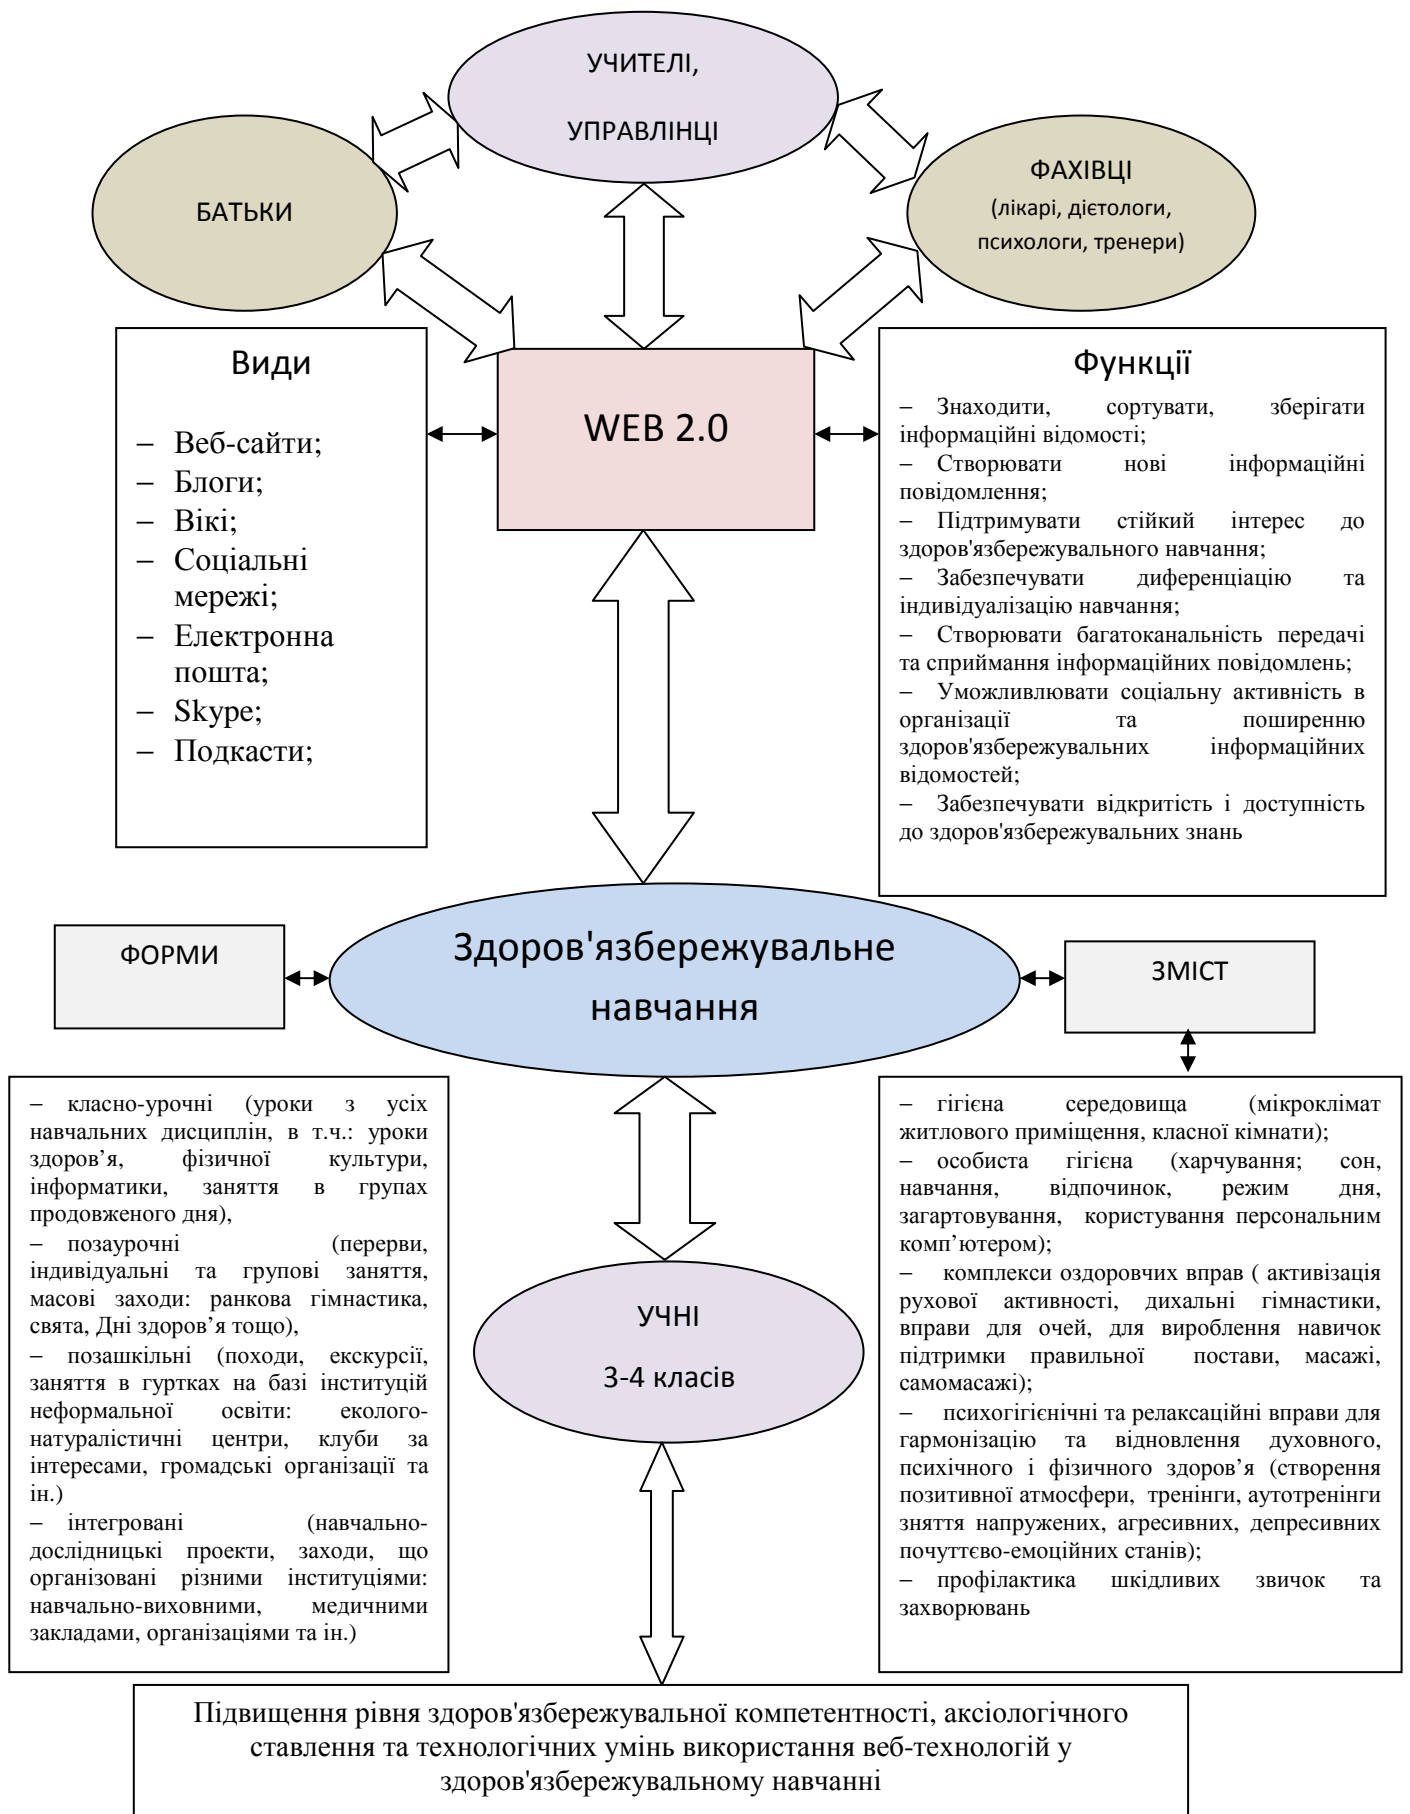 УЧИТЕЛІ,
УПРАВЛІНЦІ
БАТЬКИ
ФАХІВЦІ
(лікарі, дієтологи,
психологи, тренери)
Види
– Веб-сайти;
– Блоги;
– Вікі;
– Соціальні
мережі;
– Електронна
пошта;
– Skype;
– Подкасти;
WEB 2.0
Функції
– Знаходити, сортувати, зберігати
інформаційні відомості;
– Створювати нові інформаційні
повідомлення;
– Підтримувати стійкий інтерес до
здоров'язбережувального навчання;
– Забезпечувати диференціацію та
індивідуалізацію навчання;
– Створювати багатоканальність передачі
та сприймання інформаційних повідомлень;
– Уможливлювати соціальну активність в
організації та поширенню
здоров'язбережувальних інформаційних
відомостей;
– Забезпечувати відкритість і доступність
до здоров'язбережувальних знань
ФОРМИ
Здоров'язбережувальне
навчання
ЗМІСТ
– класно-урочні (уроки з усіх
навчальних дисциплін, в т.ч.: уроки
здоров’я, фізичної культури,
інформатики, заняття в групах
продовженого дня),
– позаурочні (перерви,
індивідуальні та групові заняття,
масові заходи: ранкова гімнастика,
свята, Дні здоров’я тощо),
– позашкільні (походи, екскурсії,
заняття в гуртках на базі інституцій
неформальної освіти: еколого-
натуралістичні центри, клуби за
інтересами, громадські організації та
ін.)
– інтегровані (навчально-
дослідницькі проекти, заходи, що
організовані різними інституціями:
навчально-виховними, медичними
закладами, організаціями та ін.)
УЧНІ
3-4 класів
– гігієна середовища (мікроклімат
житлового приміщення, класної кімнати);
– особиста гігієна (харчування; сон,
навчання, відпочинок, режим дня,
загартовування, користування персональним
комп’ютером);
– комплекси оздоровчих вправ ( активізація
рухової активності, дихальні гімнастики,
вправи для очей, для вироблення навичок
підтримки правильної постави, масажі,
самомасажі);
– психогігієнічні та релаксаційні вправи для
гармонізацію та відновлення духовного,
психічного і фізичного здоров’я (створення
позитивної атмосфери, тренінги, аутотренінги
зняття напружених, агресивних, депресивних
почуттєво-емоційних станів);
– профілактика шкідливих звичок та
захворювань
Підвищення рівня здоров'язбережувальної компетентності, аксіологічного
ставлення та технологічних умінь використання веб-технологій у
здоров'язбережувальному навчанні